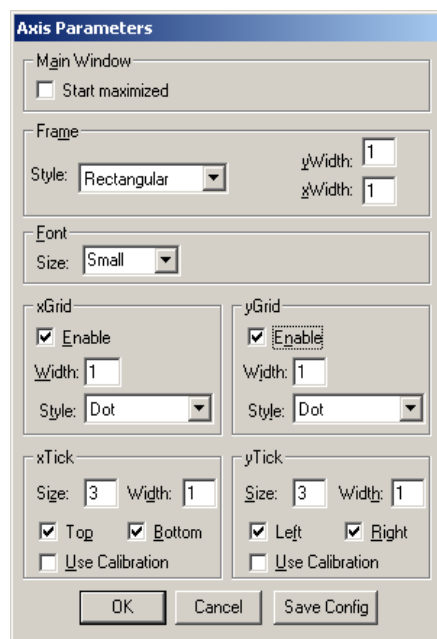 Axis Parameters
Main Window
Start maximized
Frame
Style: Rectangular
yWidth: 1
xWidth: 1
Font
Size: Small
xGrid
Enable
Width: 1
Style: Dot
yGrid
Enable
Width: 1
Style: Dot
xTick
Size: 3 Width: 1
Top Bottom
Use Calibration
yTick
Size: 3 Width: 1
Left Right
Use Calibration
OK Cancel Save Config